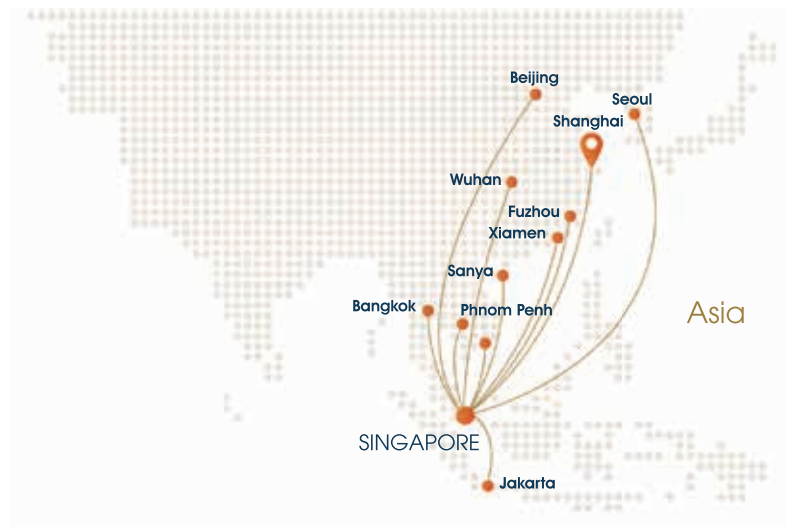 Beijing
Seoul
Shanghai
Wuhan
Fuzhou
Xiamen
Sanya
Bangkok
Phnom Penh
Asia
SINGAPORE
Jakarta